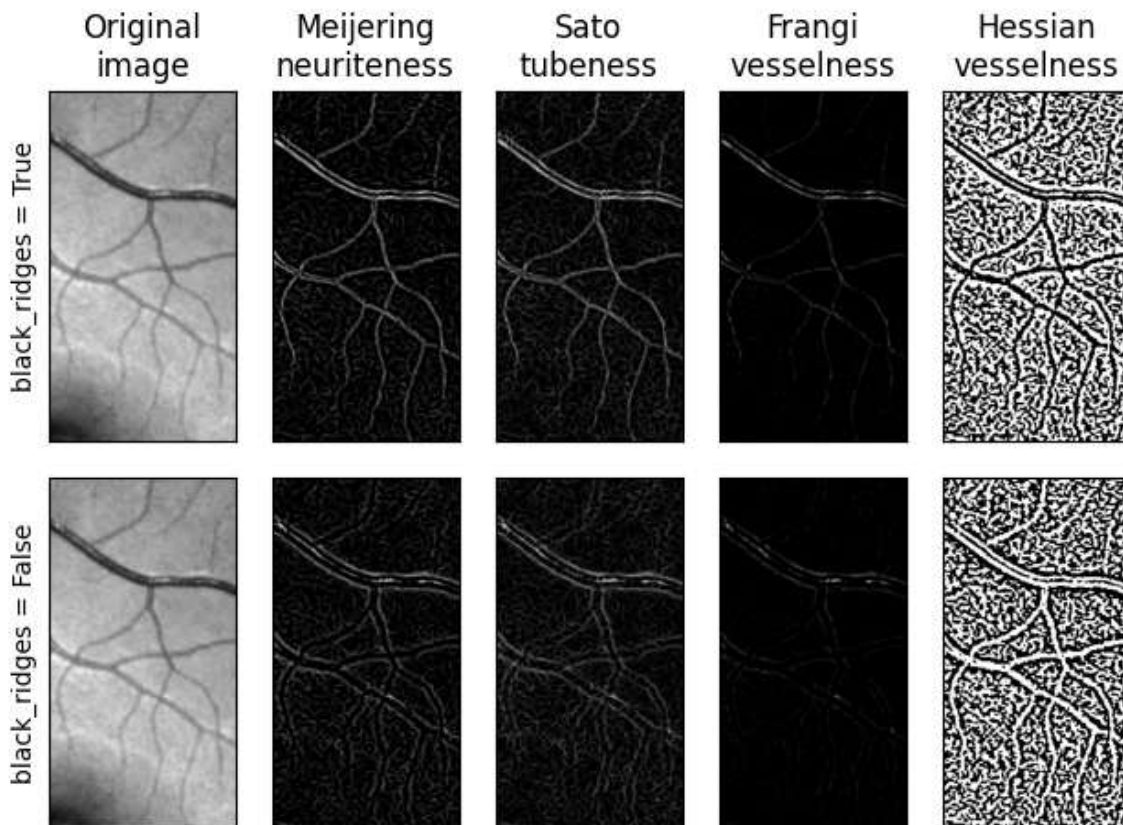 Original
image
Meijering
neuriteness
Sato
tubeness
Frangi
vesselness
Hessian
vesselness
black_ridges = True
black_ridges = False